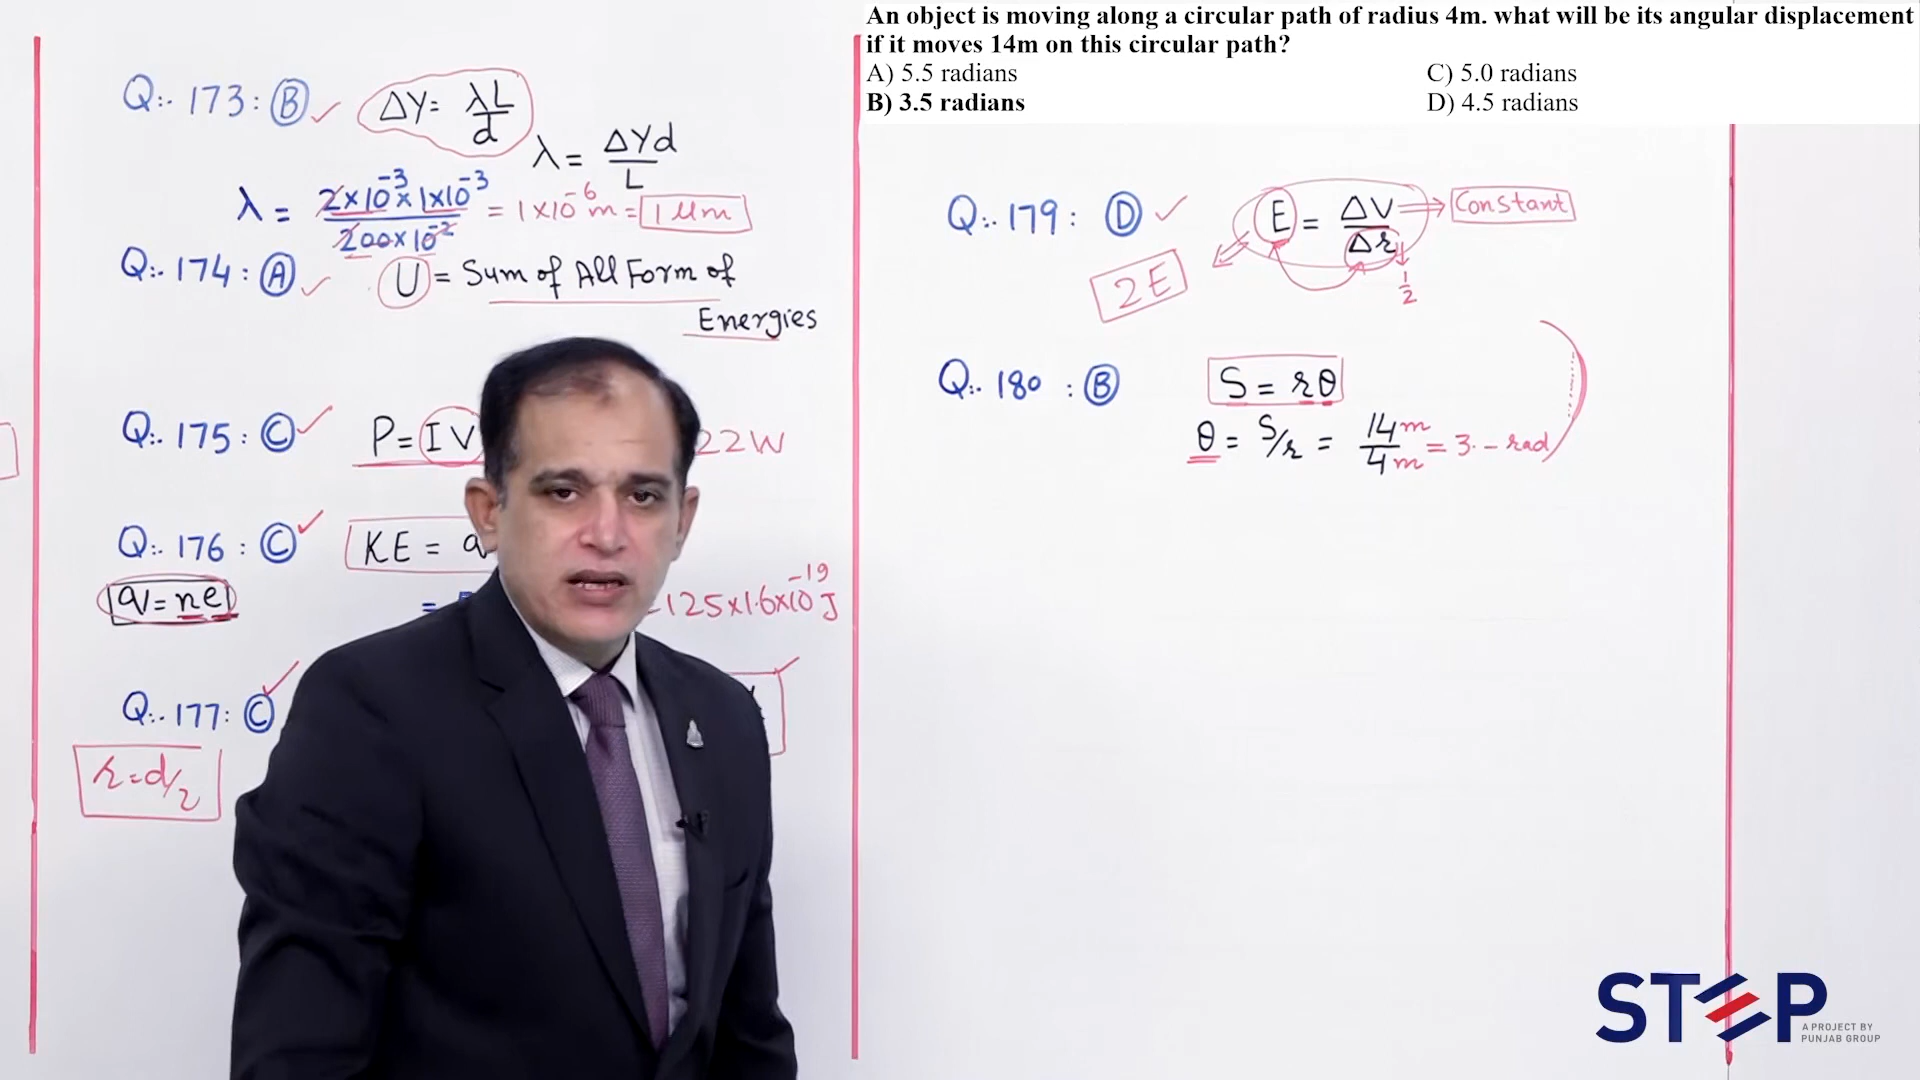 An object is moving along a circular path of radius 4m. what will be its angular displacement
if it moves 14m on this circular path?
A) 5.5 radians
C) 5.0 radians
B) 3.5 radians
D) 4.5 radians
Q:. 173 : B ✓ ΔY = λL/d
λ = ΔYd/L
λ = 2×10⁻³×1×10⁻³/200×10⁻² = 1×10⁻⁶m = 1μm
Q:. 174 : A ✓ U = Sum of All Form of
Energies
Q:. 175 : C ✓ P = IV 22W
Q:. 176 : C ✓ KE = q
q = ne = 125×1.6×10⁻¹⁹J
Q:. 177 : C ✓
r = d/2
Q:. 179 : D ✓ E = ΔV/Δr ⇒ Constant
2E 1/2
Q:. 180 : B S = rθ
θ = S/r = 14m/4m = 3.- rad
STEP
A PROJECT BY
PUNJAB GROUP